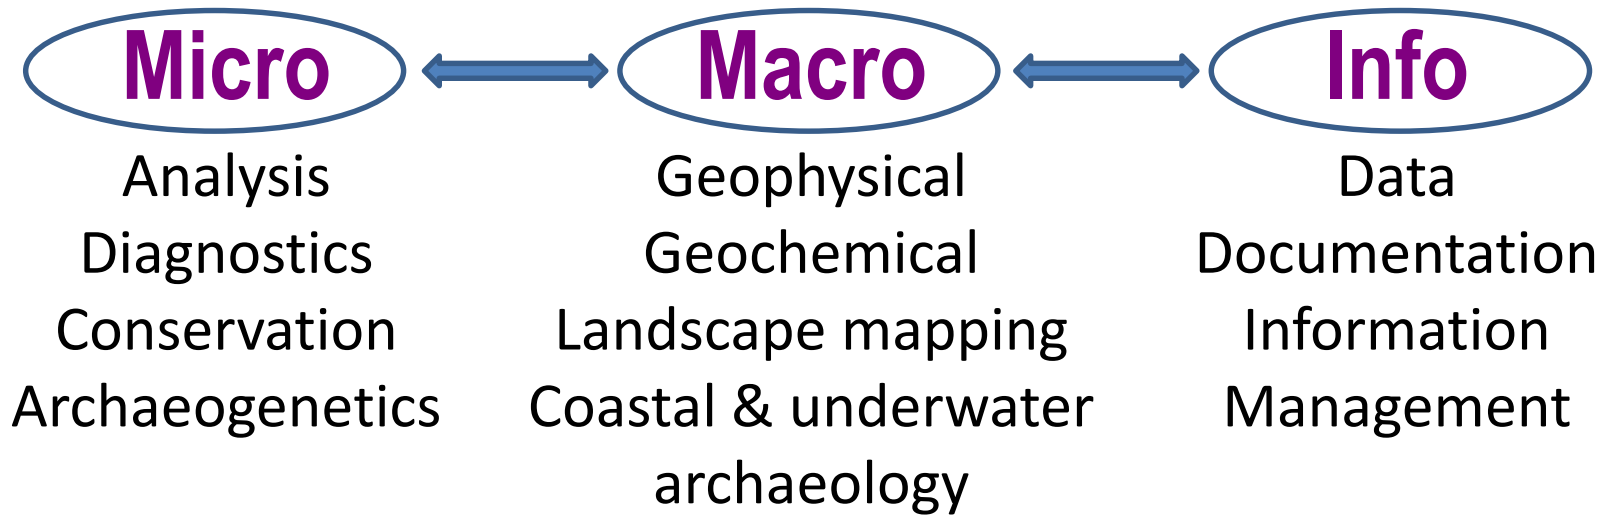 Micro
Analysis
Diagnostics
Conservation
Archaeogenetics
Macro
Geophysical
Geochemical
Landscape mapping
Coastal & underwater
archaeology
Info
Data
Documentation
Information
Management